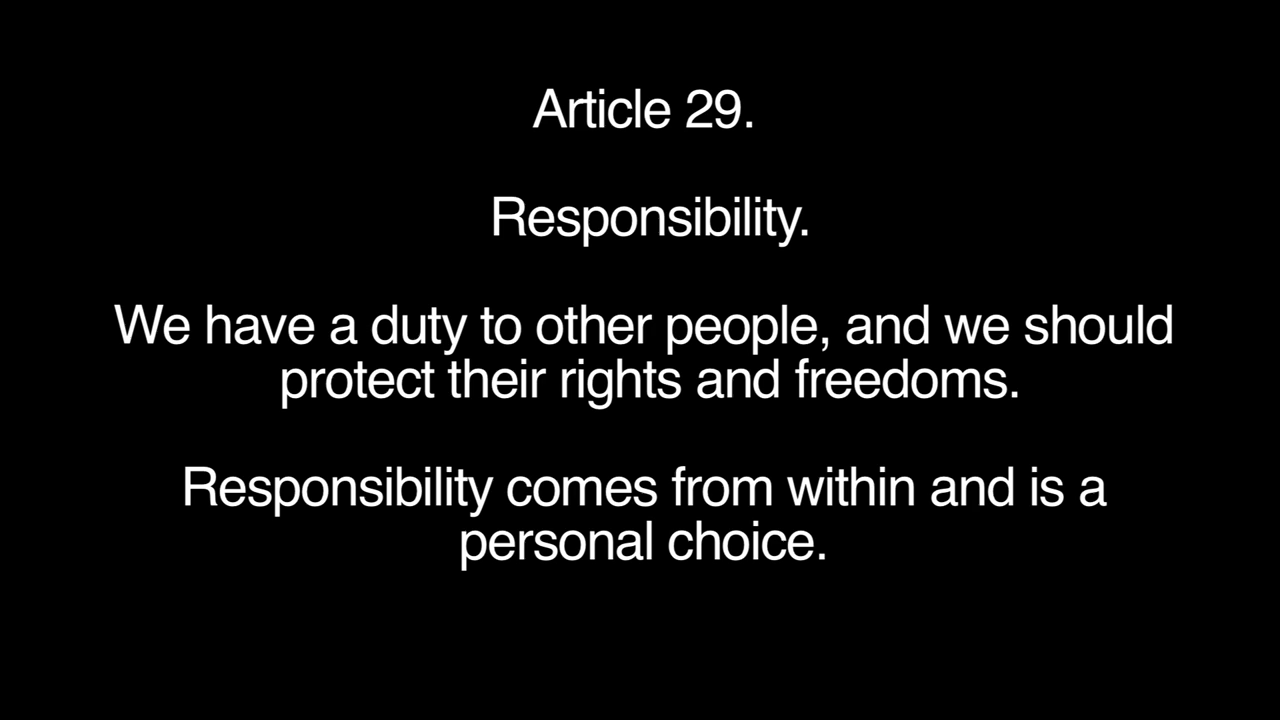 Article 29.
Responsibility.
We have a duty to other people, and we should
protect their rights and freedoms.
Responsibility comes from within and is a
personal choice.